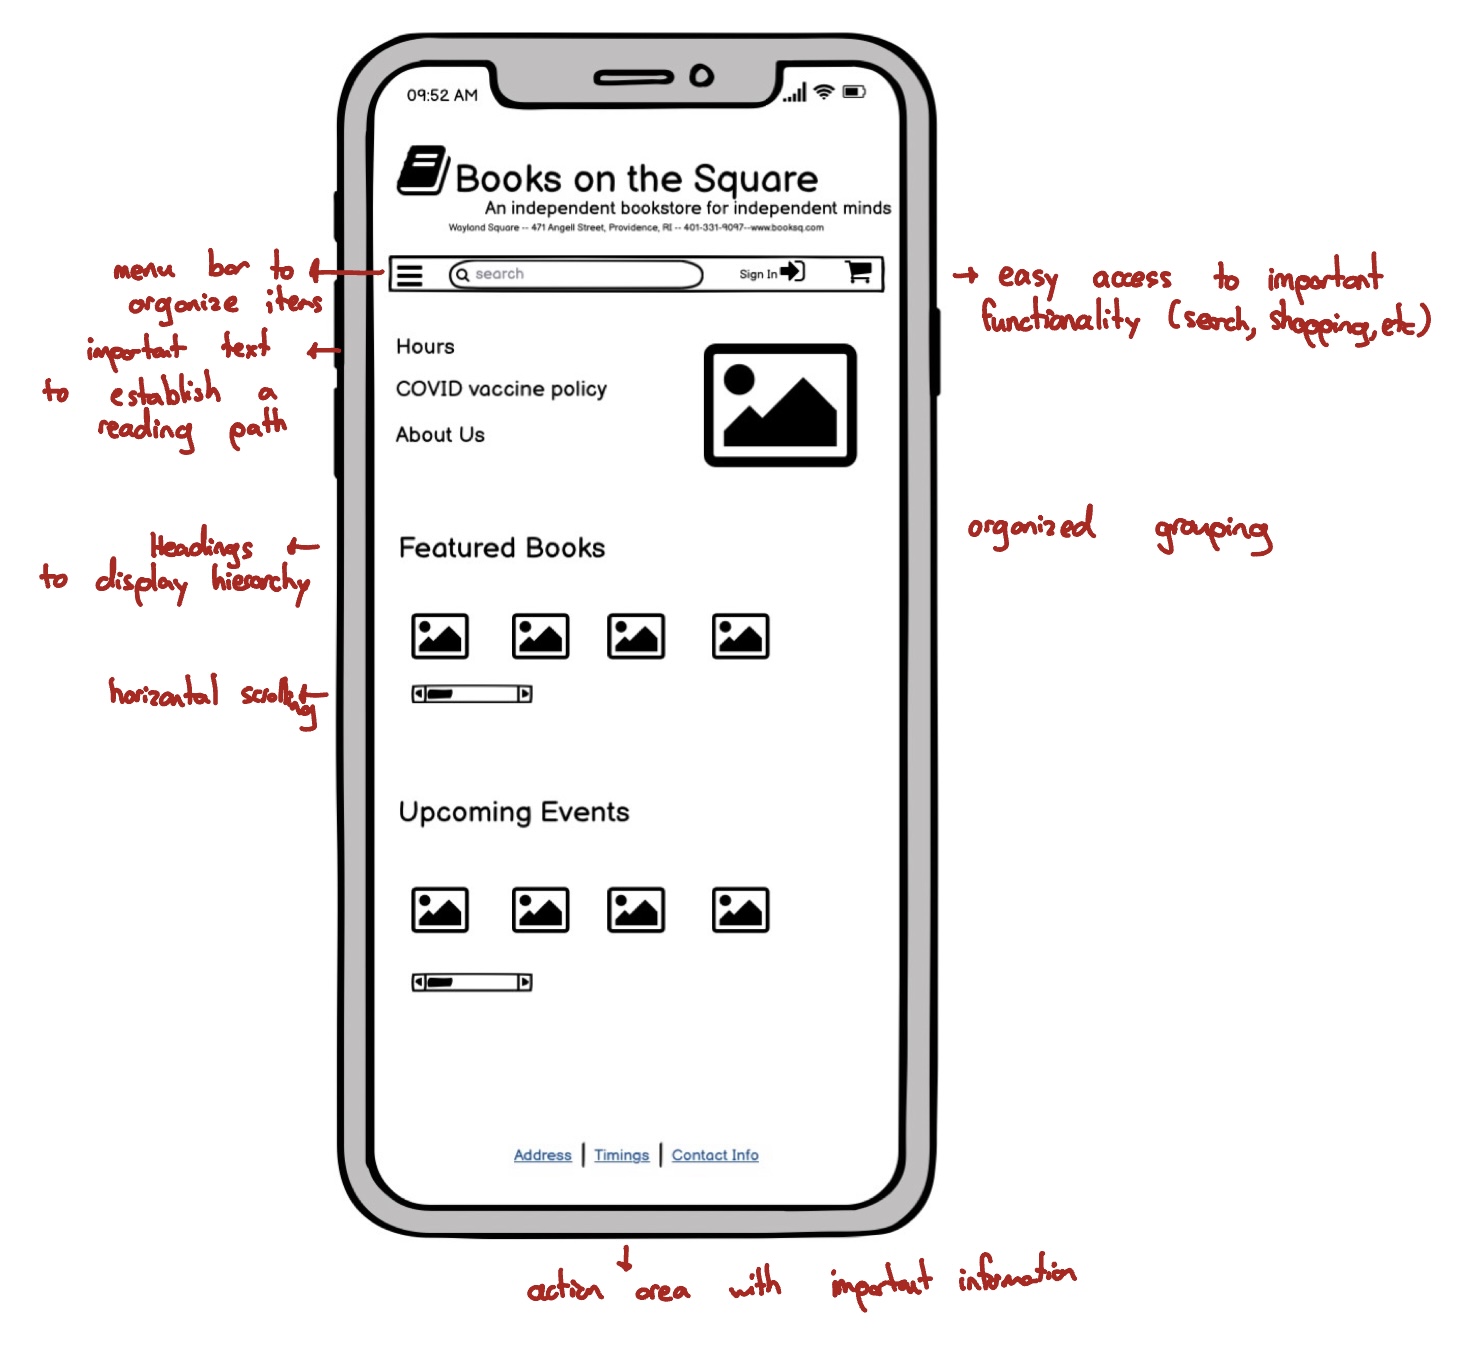 09:52 AM
Books on the Square
An independent bookstore for independent minds
Wayland Square -- 471 Angell Street, Providence, RI -- 401-331-9097--www.booksq.com
menu bar to
organize items
search
Sign In
→ easy access to important
functionality (search, shopping, etc)
important text
to establish a
reading path
Hours
COVID vaccine policy
About Us
Headings
to display hierarchy
Featured Books
organized grouping
horizontal scrolling
Upcoming Events
Address | Timings | Contact Info
action area with important information